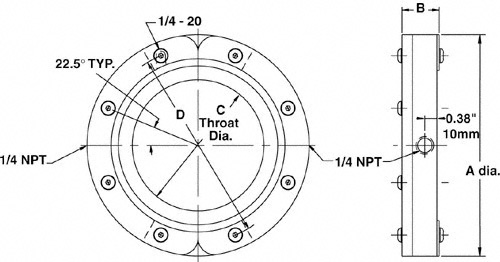 1/4 - 20
B
22.5° TYP.
D
C
Throat
Dia.
0.38"
10mm
1/4 NPT
1/4 NPT
A dia.